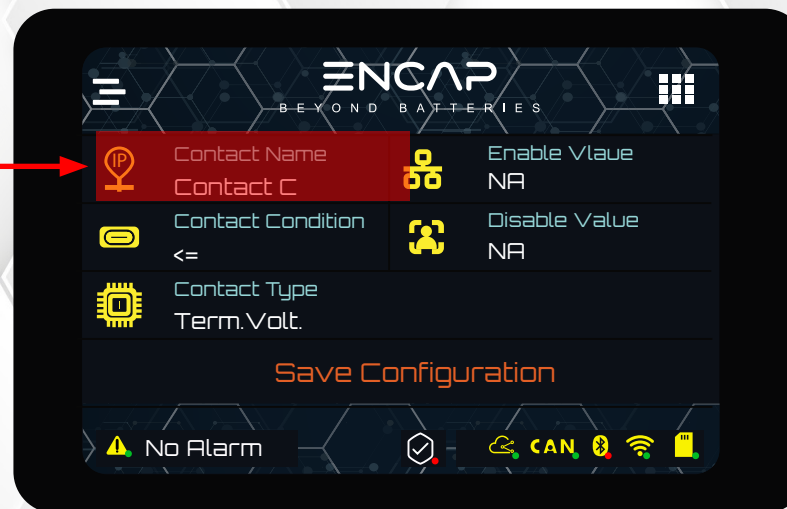 ENCAP
BEYOND BATTERIES
IP
Contact Name
Contact C
Enable Vlaue
NA
Contact Condition
<=
Disable Value
NA
Contact Type
Term.Volt.
Save Configuration
No Alarm
CAN